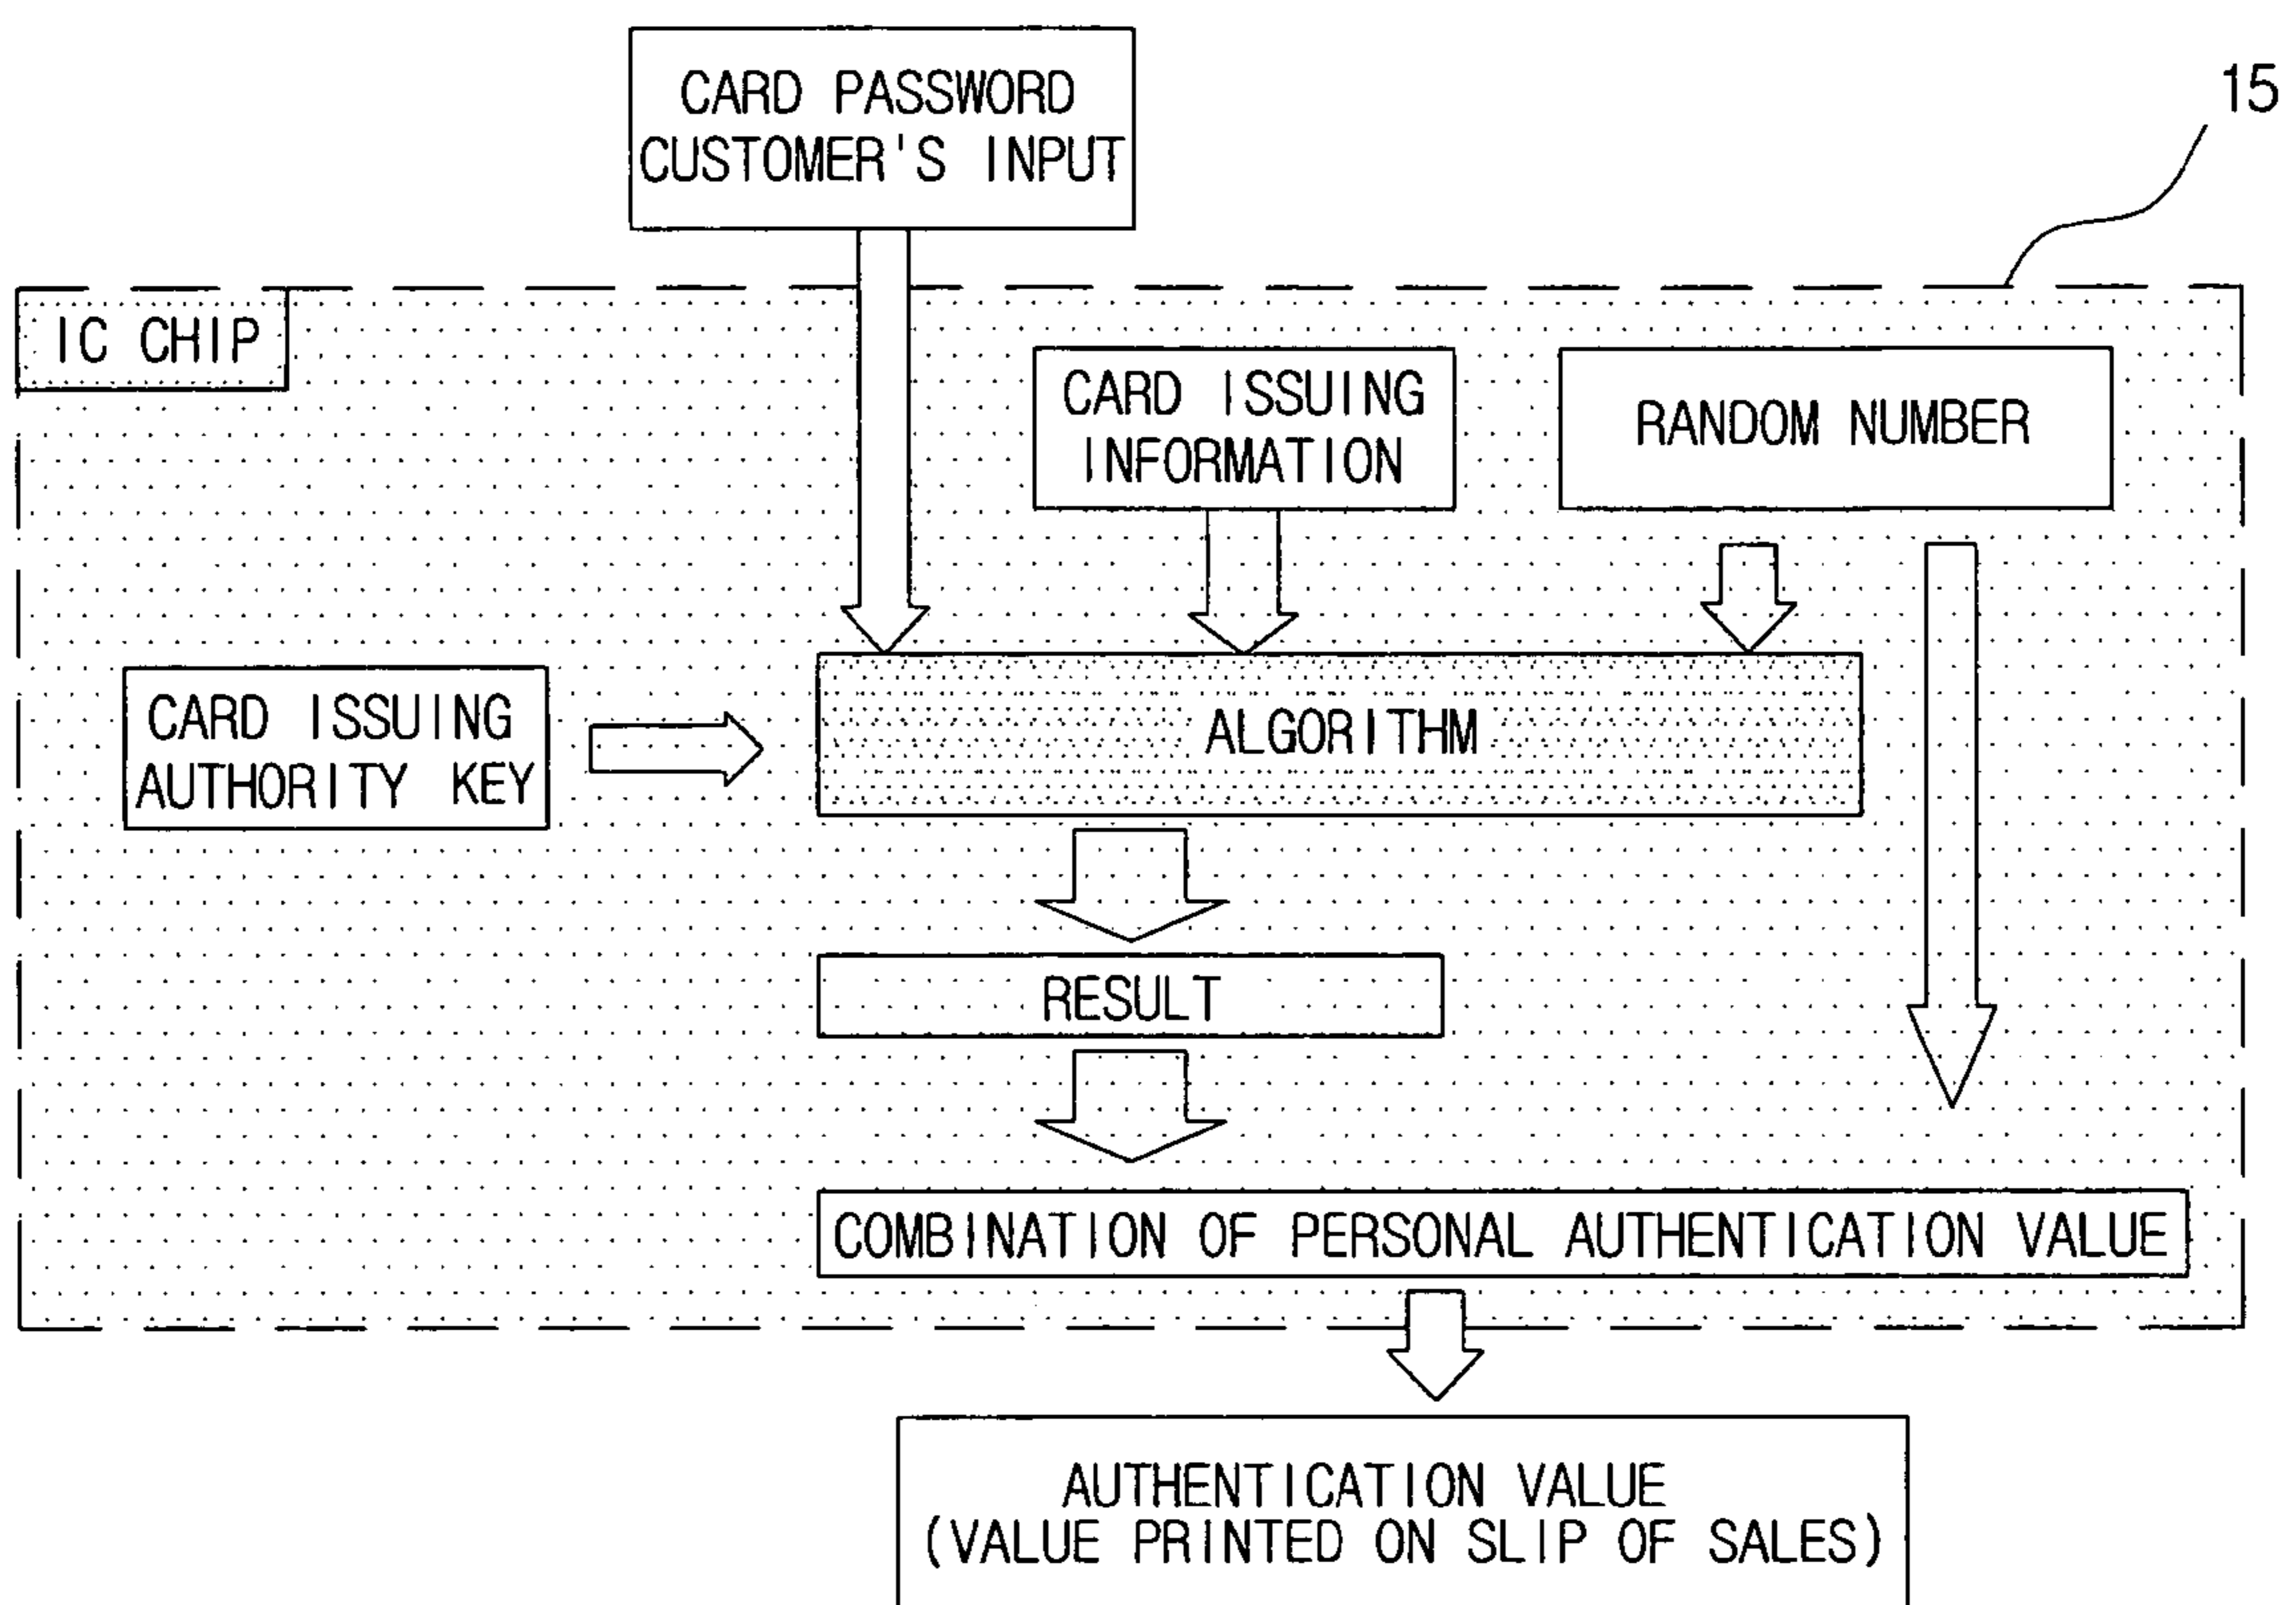 CARD PASSWORD
CUSTOMER'S INPUT
15
IC CHIP
CARD ISSUING
INFORMATION
RANDOM NUMBER
CARD ISSUING
AUTHORITY KEY
ALGORITHM
RESULT
COMBINATION OF PERSONAL AUTHENTICATION VALUE
AUTHENTICATION VALUE
(VALUE PRINTED ON SLIP OF SALES)